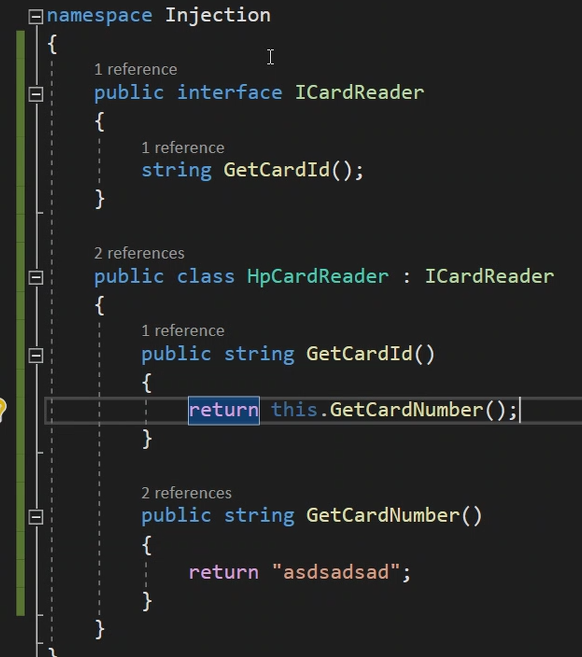 namespace Injection
{
1 reference
public interface ICardReader
{
1 reference
string GetCardId();
}
2 references
public class HpCardReader : ICardReader
{
1 reference
public string GetCardId()
{
return this.GetCardNumber();
}
2 references
public string GetCardNumber()
{
return "asdsadsad";
}
}
}